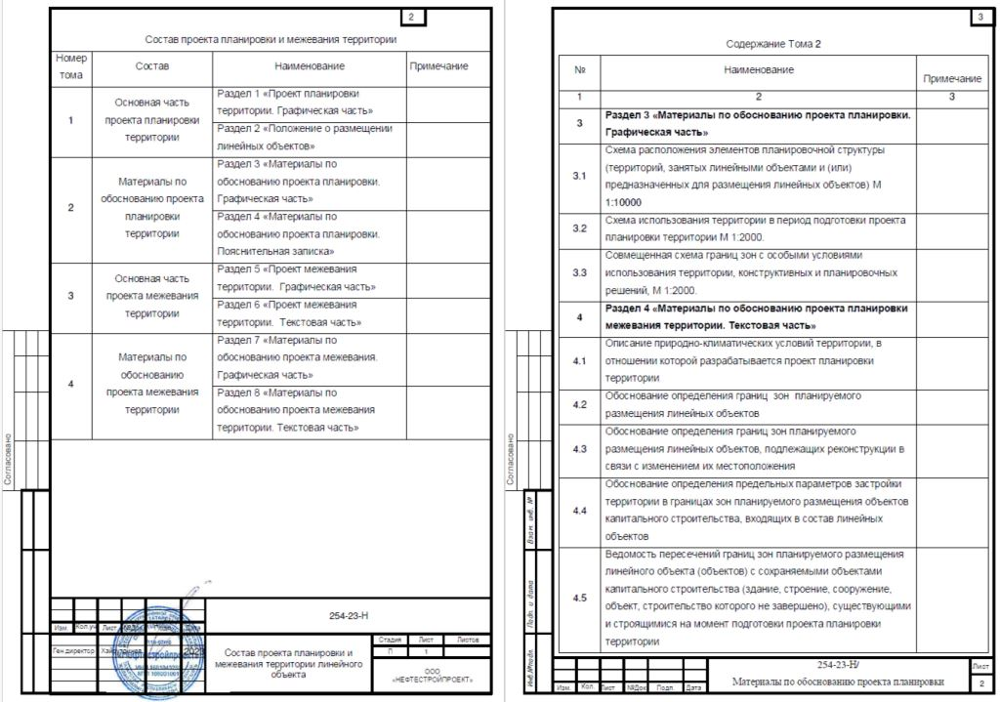 2
Состав проекта планировки и межевания территории
Номер тома
Состав
Наименование
Примечание
1
Основная часть
проекта планировки
территории
Раздел 1 «Проект планировки
территории. Графическая часть»
Раздел 2 «Положение о размещении
линейных объектов»
2
Материалы по
обоснованию проекта
планировки
территории
Раздел 3 «Материалы по
обоснованию проекта планировки.
Графическая часть»
Раздел 4 «Материалы по
обоснованию проекта планировки.
Пояснительная записка»
3
Основная часть
проекта межевания
территории
Раздел 5 «Проект межевания
территории. Графическая часть»
Раздел 6 «Проект межевания
территории. Текстовая часть»
4
Материалы по
обоснованию
проекта межевания
территории
Раздел 7 «Материалы по
обоснованию проекта межевания.
Графическая часть»
Раздел 8 «Материалы по
обоснованию проекта межевания
территории. Текстовая часть»
Согласовано
254-23-Н
Изм.
Кол.уч
Лист
Дата
Ген.директор
Состав проекта планировки и
межевания территории линейного
объекта
Стадия
Лист
Листов
П
1
ООО
«НЕФТЕСТРОЙПРОЕКТ»
3
Содержание Тома 2
№
Наименование
Примечание
1
2
3
3
Раздел 3 «Материалы по обоснованию проекта планировки.
Графическая часть»
3.1
Схема расположения элементов планировочной структуры
(территорий, занятых линейными объектами и (или)
предназначенных для размещения линейных объектов) М
1:10000
3.2
Схема использования территории в период подготовки проекта
планировки территории М 1:2000.
3.3
Совмещенная схема границ зон с особыми условиями
использования территории, конструктивных и планировочных
решений, М 1:2000.
4
Раздел 4 «Материалы по обоснованию проекта планировки
межевания территории. Текстовая часть»
4.1
Описание природно-климатических условий территории, в
отношении которой разрабатывается проект планировки
территории
4.2
Обоснование определения границ зон планируемого
размещения линейных объектов
4.3
Обоснование определения границ зон планируемого
размещения линейных объектов, подлежащих реконструкции в
связи с изменением их местоположения
4.4
Обоснование определения предельных параметров застройки
территории в границах зон планируемого размещения объектов
капитального строительства, входящих в состав линейных
объектов
4.5
Ведомость пересечений границ зон планируемого размещения
линейного объекта (объектов) с сохраняемыми объектами
капитального строительства (здание, строение, сооружение,
объект, строительство которого не завершено), существующими
и строящимися на момент подготовки проекта планировки
территории
Согласовано
Взам. инв. №
Подп. и дата
Инв.№подл.
Изм.
Кол.
Лист
№Док
Подп.
Дата
254-23-Н/
Материалы по обоснованию проекта планировки
Лист
2